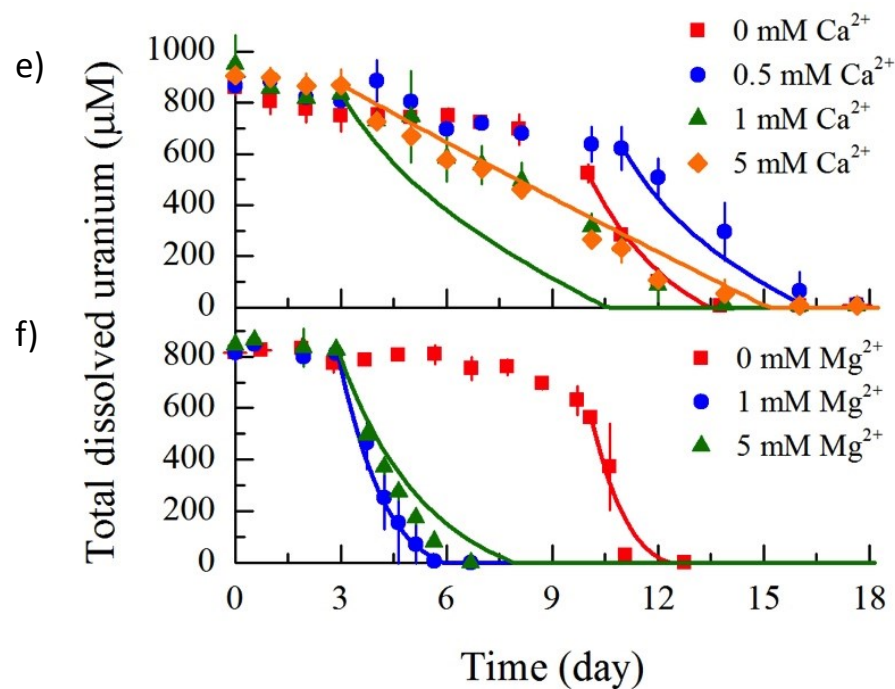 e)
Total dissolved uranium (μM)
1000
800
600
400
200
0
0 mM Ca²⁺
0.5 mM Ca²⁺
1 mM Ca²⁺
5 mM Ca²⁺
f)
800
600
400
200
0
0 mM Mg²⁺
1 mM Mg²⁺
5 mM Mg²⁺
0 3 6 9 12 15 18
Time (day)